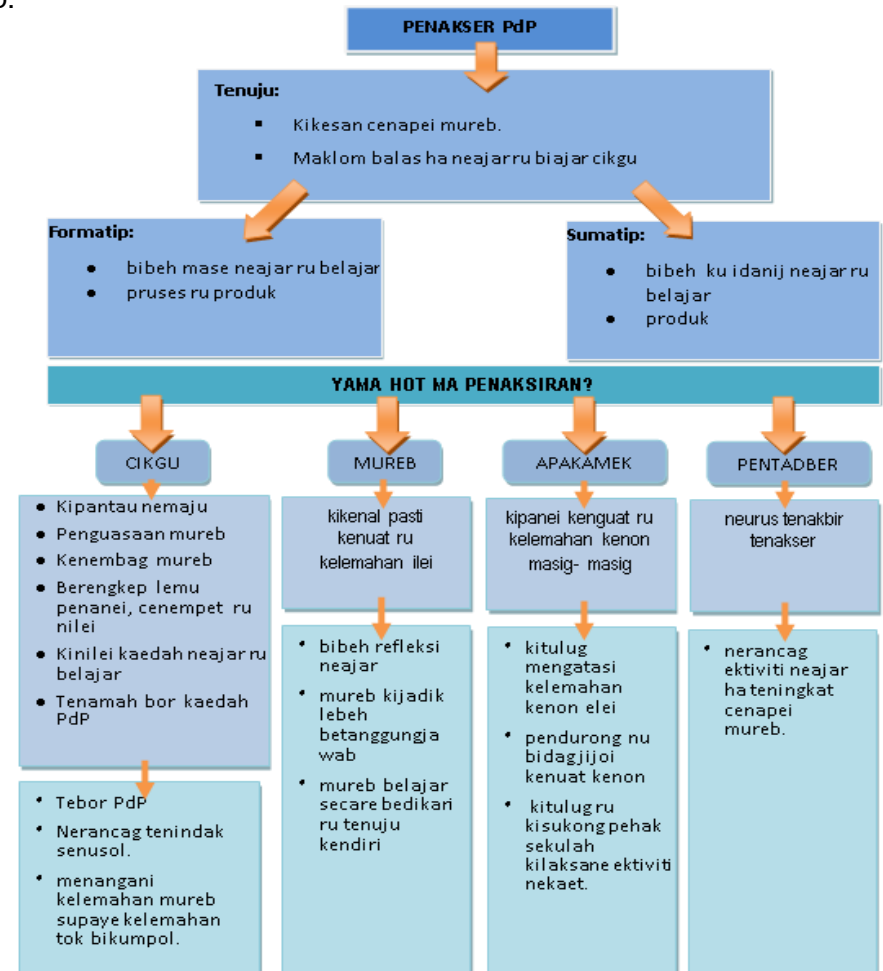 PENAKSER PdP
Tenuju:
▪ Kikesan cenapei mureb.
▪ Maklom balas ha neajar ru biajar cikgu
Formatip:
● bibeh mase neajar ru belajar
● pruses ru produk
Sumatip:
● bibeh ku idanij neajar ru
belajar
● produk
YAMA HOT MA PENAKSIRAN?
CIKGU
● Kipantau nemaju
● Penguasaan mureb
● Kenembag mureb
● Berengkep lemu
penanei, cenempet ru
nilei
● Kinilei kaedah neajar ru
belajar
● Tenamah bor kaedah
PdP
• Tebor PdP
• Nerancag tenindak
senusol.
• menangani
kelemahan mureb
supaye kelemahan
tok bikumpol.
MUREB
kikenal pasti
kenuat ru
kelemahan ilei
• bibeh refleksi
neajar
• mureb kijadik
lebeh
betanggungja
wab
• mureb belajar
secare bedikari
ru tenuju
kendiri
APAKAMEK
kipanei kenguat ru
kelemahan kenon
masig- masig
• kitulug
mengatasi
kelemahan
kenon elei
• pendurong nu
bidagjijoi
kenuat kenon
• kitulug ru
kisukong pehak
sekulah
kilaksane ektiviti
nekaet.
PENTADBER
neurus tenakbir
tenakser
• nerancag
ektiviti neajar
ha teningkat
cenapei
mureb.